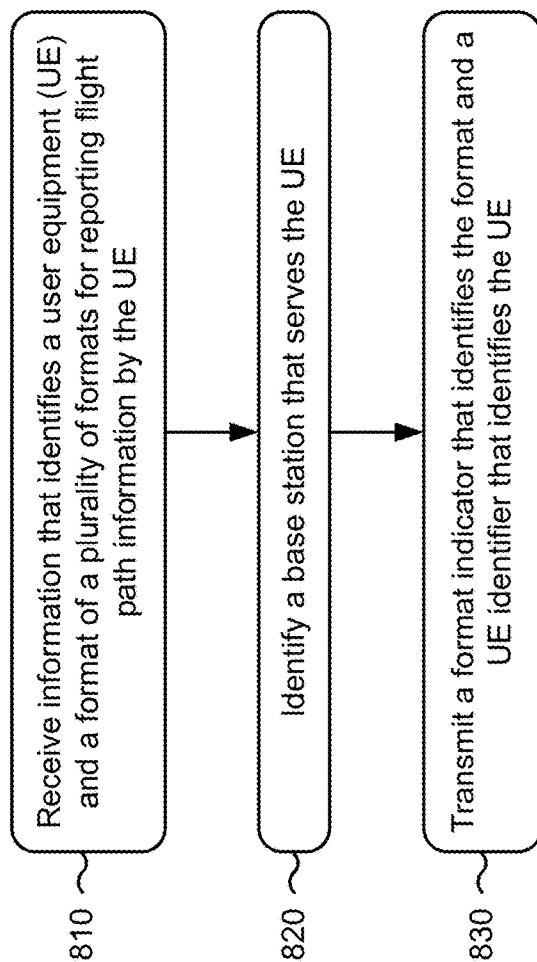 810
Receive information that identifies a user equipment (UE)
and a format of a plurality of formats for reporting flight
path information by the UE
820
Identify a base station that serves the UE
830
Transmit a format indicator that identifies the format and a
UE identifier that identifies the UE